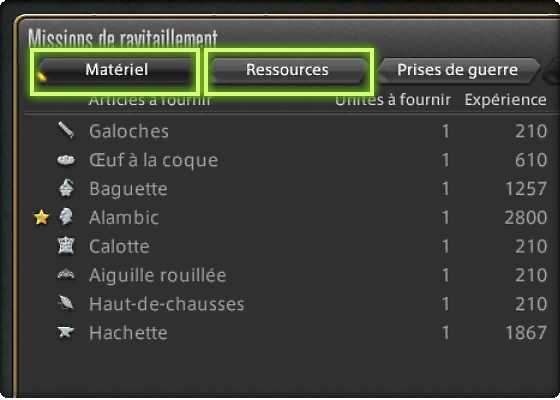 Missions de ravitaillement
Matériel Ressources Prises de guerre
Articles à fournir Unités à fournir Expérience
Galoches 1 210
Œuf à la coque 1 610
Baguette 1 1257
Alambic 1 2800
Calotte 1 210
Aiguille rouillée 1 210
Haut-de-chausses 1 210
Hachette 1 1867